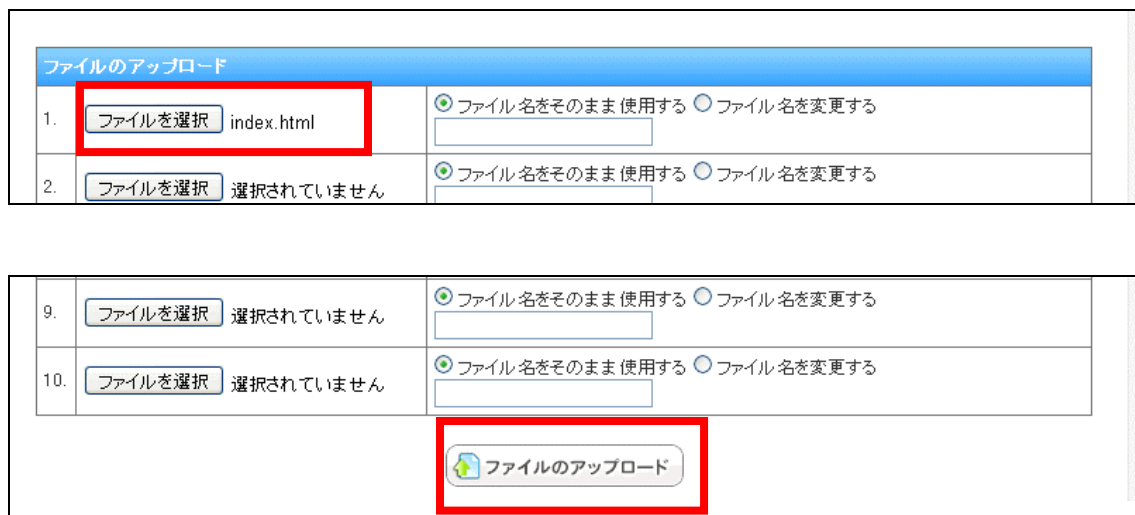 ファイルのアップロード
1. ファイルを選択 index.html ファイル名をそのまま使用する ファイル名を変更する
2. ファイルを選択 選択されていません ファイル名をそのまま使用する ファイル名を変更する
9. ファイルを選択 選択されていません ファイル名をそのまま使用する ファイル名を変更する
10. ファイルを選択 選択されていません ファイル名をそのまま使用する ファイル名を変更する
ファイルのアップロード